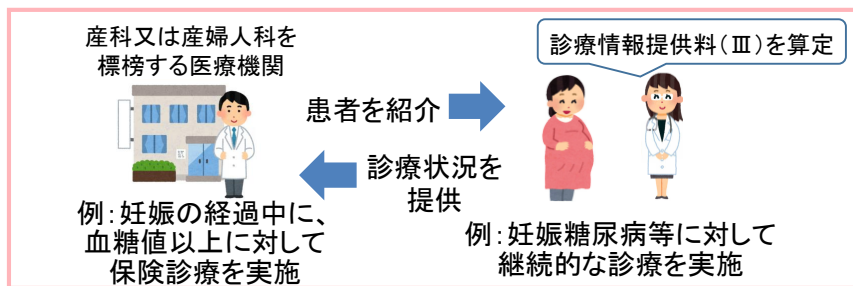 産科又は産婦人科を
標榜する医療機関
診療情報提供料(Ⅲ)を算定
患者を紹介
診療状況を
提供
例:妊娠の経過中に、
血糖値以上に対して
保険診療を実施
例:妊娠糖尿病等に対して
継続的な診療を実施